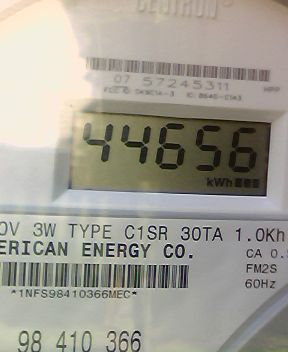 CENTRON
07 57245311
44656
kWh
0V 3W TYPE C1SR 30TA 1.0Kh
ERICAN ENERGY CO.
CA 0.
FM2S
*1NFS98410366MEC*
60Hz
98 410 366